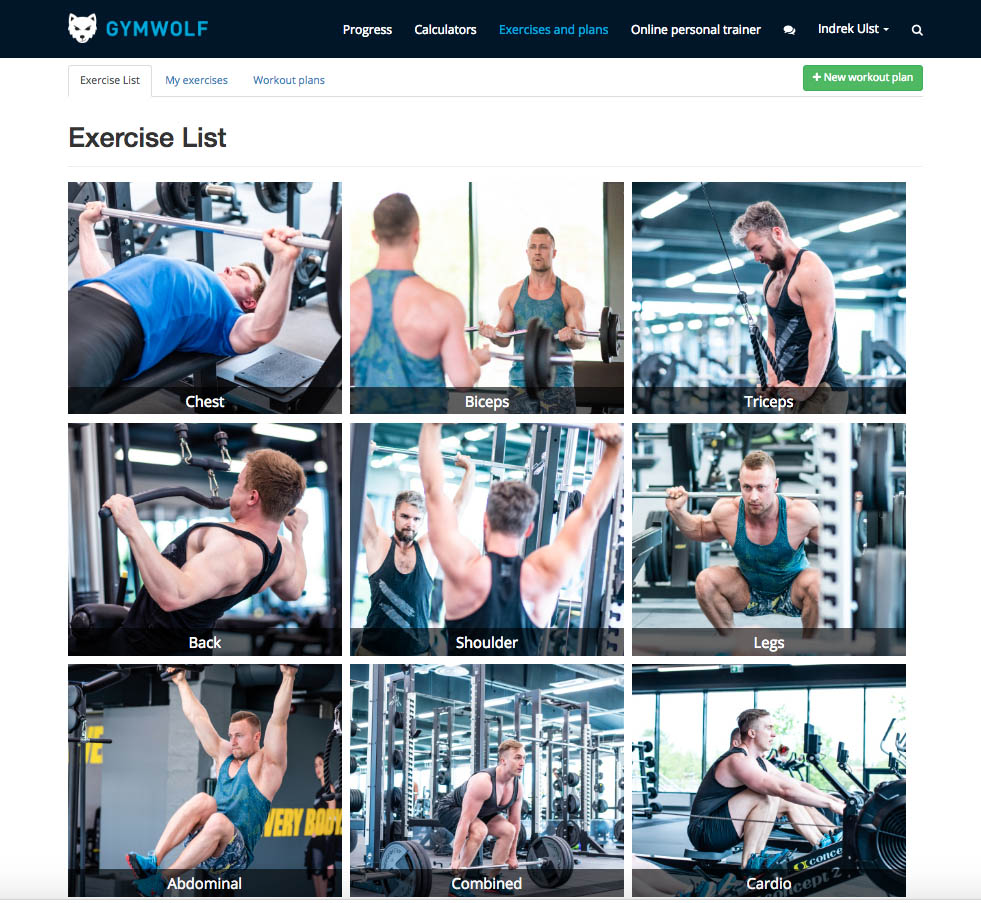 GYMWOLF
Progress Calculators Exercises and plans Online personal trainer Indrek Ulst
Exercise List My exercises Workout plans + New workout plan
Exercise List
Chest Biceps Triceps
Back Shoulder Legs
VERY BODY
concept 2
Abdominal Combined Cardio